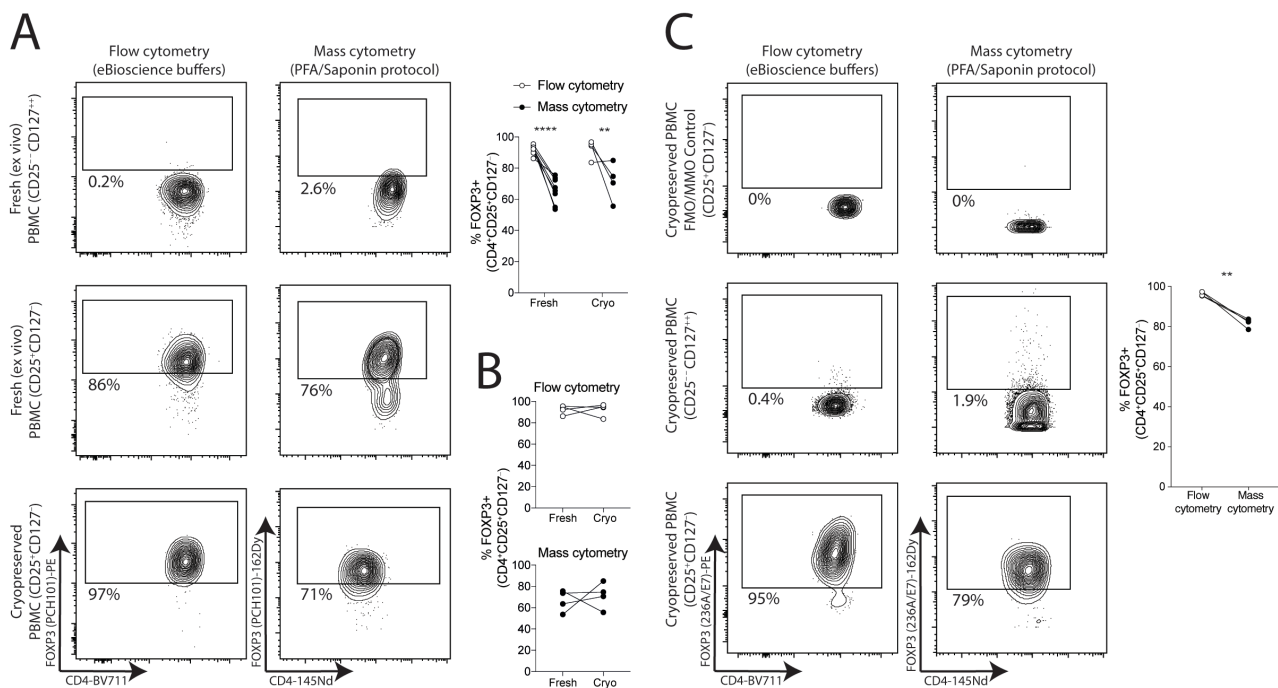 A
Flow cytometry
(eBioscience buffers)
Mass cytometry
(PFA/Saponin protocol)
Fresh (ex vivo)
PBMC (CD25⁻⁻ CD127⁺⁺)
0.2%
2.6%
Fresh (ex vivo)
PBMC (CD25⁺CD127⁻)
86%
76%
Cryopreserved
PBMC (CD25⁺CD127⁻)
FOXP3 (PCH101)-PE
97%
CD4-BV711
FOXP3 (PCH101)-162Dy
71%
CD4-145Nd
Flow cytometry
Mass cytometry
****
**
% FOXP3+
(CD4⁺CD25⁺CD127⁻)
100
80
60
40
20
0
Fresh
Cryo
B
Flow cytometry
100
80
60
40
20
0
Fresh
Cryo
% FOXP3+
(CD4⁺CD25⁺CD127⁻)
Mass cytometry
100
80
60
40
20
0
Fresh
Cryo
C
Flow cytometry
(eBioscience buffers)
Mass cytometry
(PFA/Saponin protocol)
Cryopreserved PBMC
FMO/MMO Control
(CD25⁺CD127⁻)
0%
0%
Cryopreserved PBMC
(CD25⁻⁻ CD127⁺⁺)
0.4%
1.9%
Cryopreserved PBMC
(CD25⁺CD127⁻)
FOXP3 (236A/E7)-PE
95%
CD4-BV711
FOXP3 (236A/E7)-162Dy
79%
CD4-145Nd
**
% FOXP3+
(CD4⁺CD25⁺CD127⁻)
100
80
60
40
20
0
Flow
cytometry
Mass
cytometry